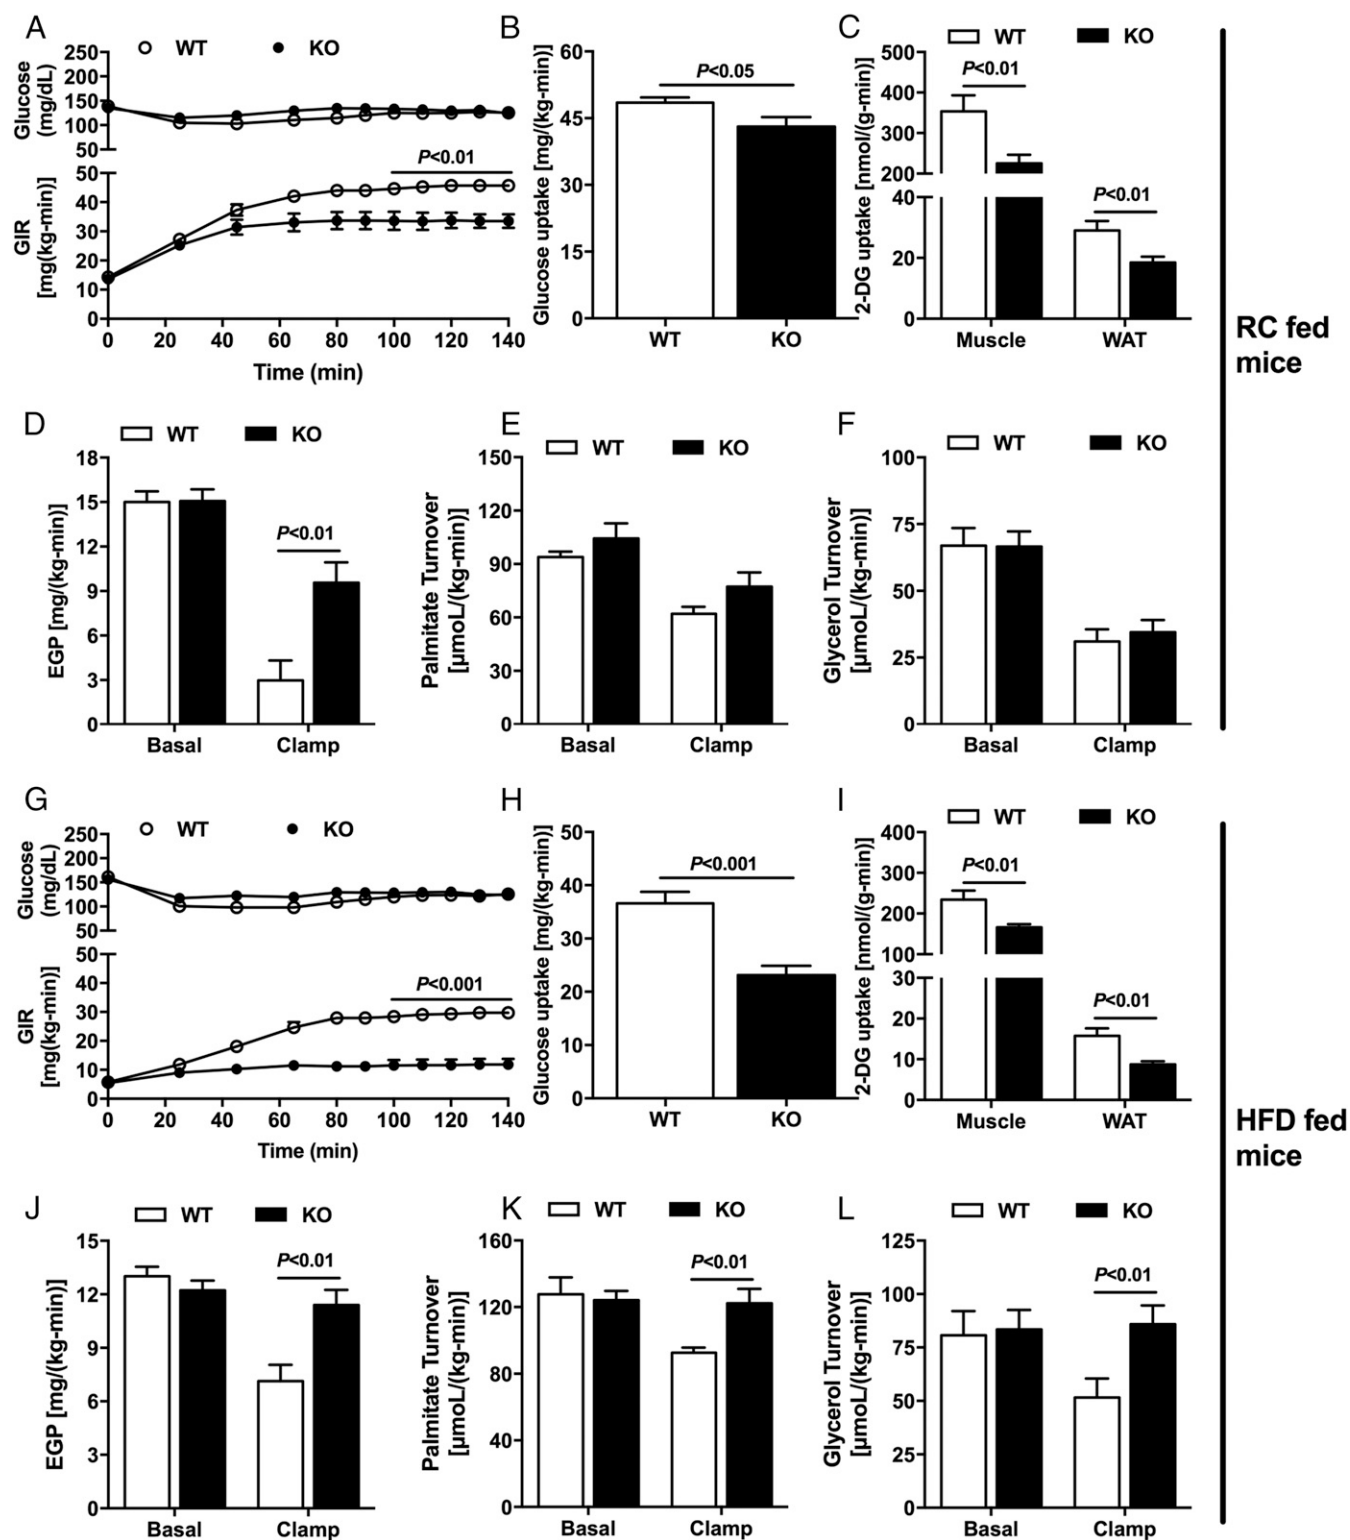 A
WT KO
Glucose
(mg/dL)
250
200
150
100
50
P<0.01
GIR
[mg(kg-min)]
50
40
30
20
10
0
0 20 40 60 80 100 120 140
Time (min)
B
Glucose uptake [mg/(kg-min)]
60
45
30
15
0
P<0.05
WT KO
C
WT KO
2-DG uptake [nmol/(g-min)]
500
400
300
200
40
20
0
P<0.01
P<0.01
Muscle WAT
RC fed
mice
D
WT KO
EGP [mg/(kg-min)]
18
15
12
9
6
3
0
P<0.01
Basal Clamp
E
WT KO
Palmitate Turnover
[µmoL/(kg-min)]
150
120
90
60
30
0
Basal Clamp
F
WT KO
Glycerol Turnover
[µmoL/(kg-min)]
100
75
50
25
0
Basal Clamp
G
WT KO
Glucose
(mg/dL)
250
200
150
100
50
P<0.001
GIR
[mg(kg-min)]
50
40
30
20
10
0
0 20 40 60 80 100 120 140
Time (min)
H
Glucose uptake [mg/(kg-min)]
50
40
30
20
10
0
P<0.001
WT KO
I
WT KO
2-DG uptake [nmol/(g-min)]
400
300
200
100
30
20
10
0
P<0.01
P<0.01
Muscle WAT
HFD fed
mice
J
WT KO
EGP [mg/(kg-min)]
15
12
9
6
3
0
P<0.01
Basal Clamp
K
WT KO
Palmitate Turnover
[µmoL/(kg-min)]
160
120
80
40
0
P<0.01
Basal Clamp
L
WT KO
Glycerol Turnover
[µmoL/(kg-min)]
125
100
75
50
25
0
P<0.01
Basal Clamp